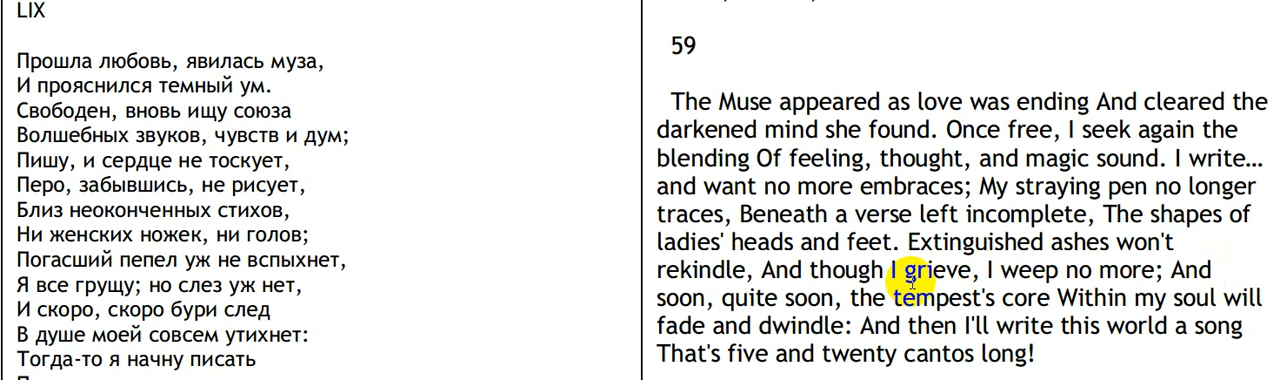 LIX
Прошла любовь, явилась муза,
И прояснился темный ум.
Свободен, вновь ищу союза
Волшебных звуков, чувств и дум;
Пишу, и сердце не тоскует,
Перо, забывшись, не рисует,
Близ неоконченных стихов,
Ни женских ножек, ни голов;
Погасший пепел уж не вспыхнет,
Я все грущу; но слез уж нет,
И скоро, скоро бури след
В душе моей совсем утихнет:
Тогда-то я начну писать
59
The Muse appeared as love was ending And cleared the
darkened mind she found. Once free, I seek again the
blending Of feeling, thought, and magic sound. I write…
and want no more embraces; My straying pen no longer
traces, Beneath a verse left incomplete, The shapes of
ladies' heads and feet. Extinguished ashes won't
rekindle, And though I grieve, I weep no more; And
soon, quite soon, the tempest's core Within my soul will
fade and dwindle: And then I'll write this world a song
That's five and twenty cantos long!